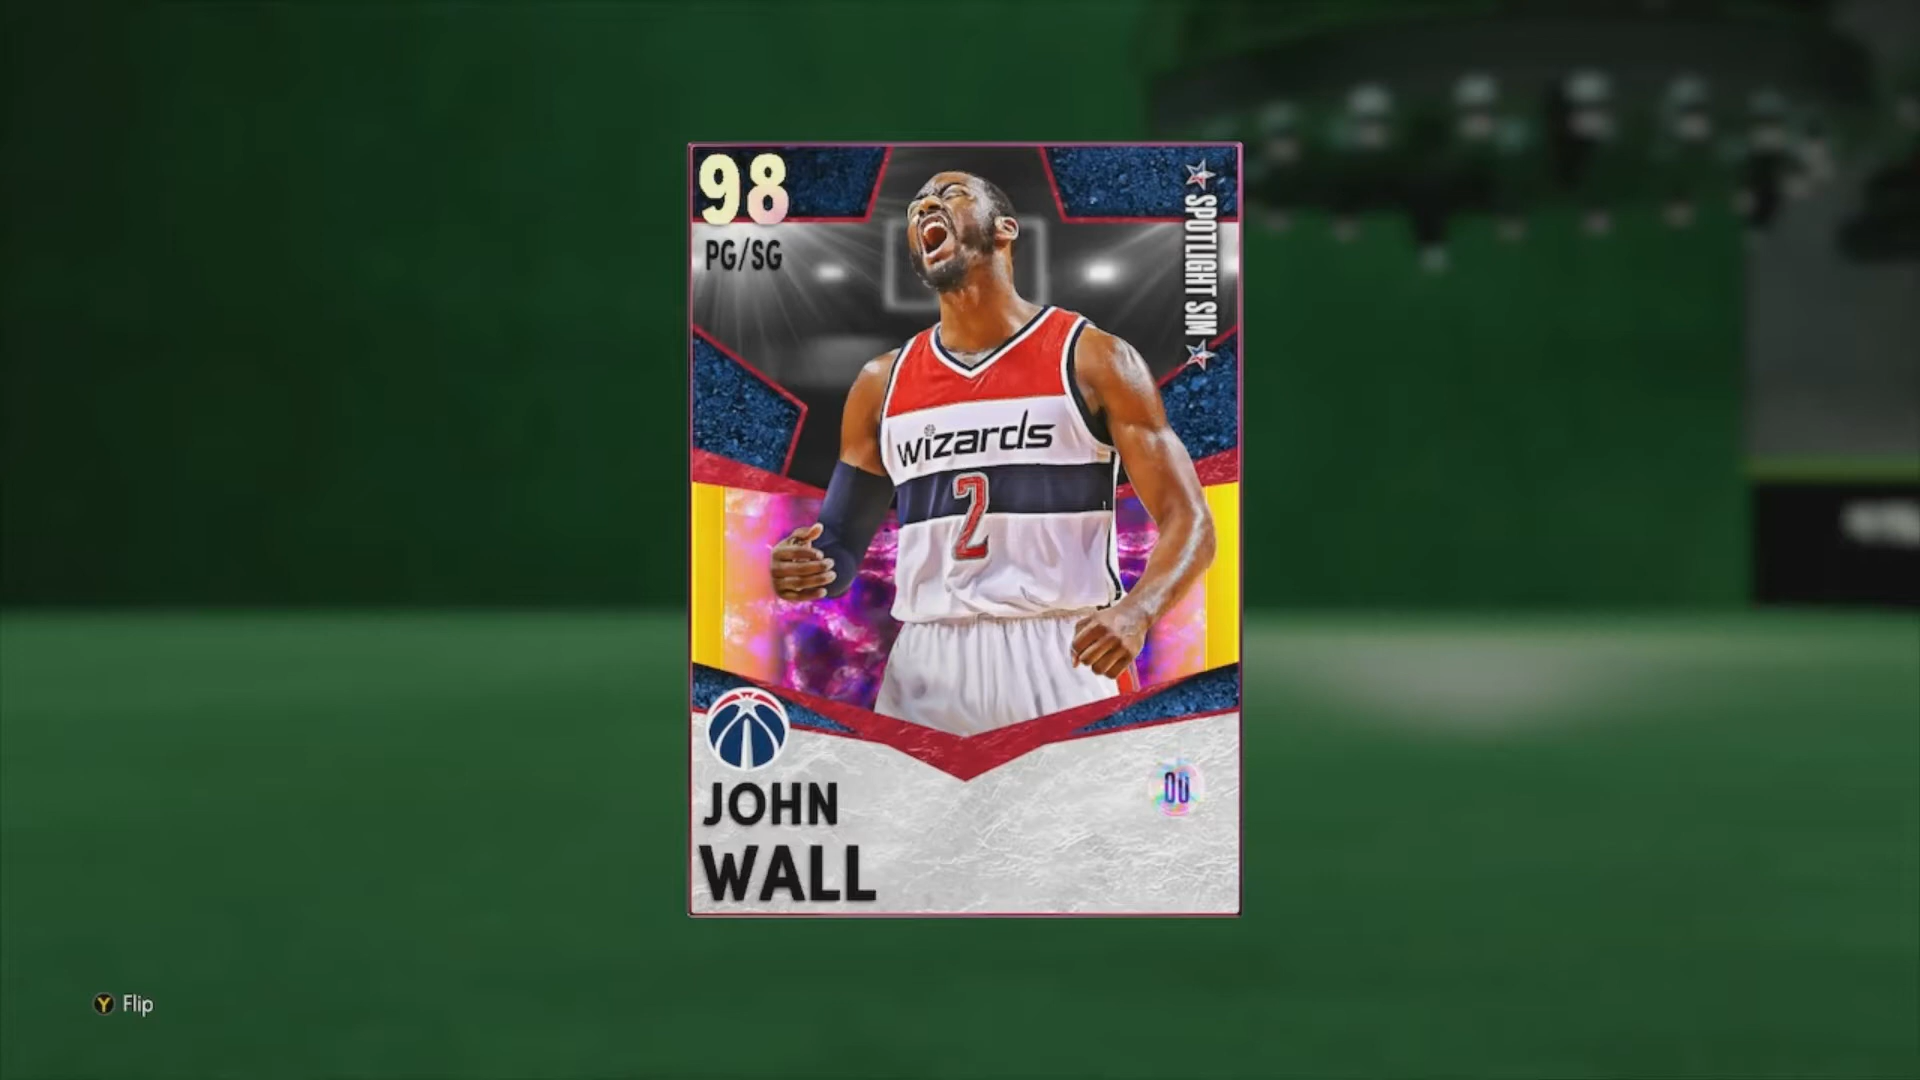 98
PG/SG
SPOTLIGHT SIM
wizards
2
00
JOHN
WALL
Y Flip